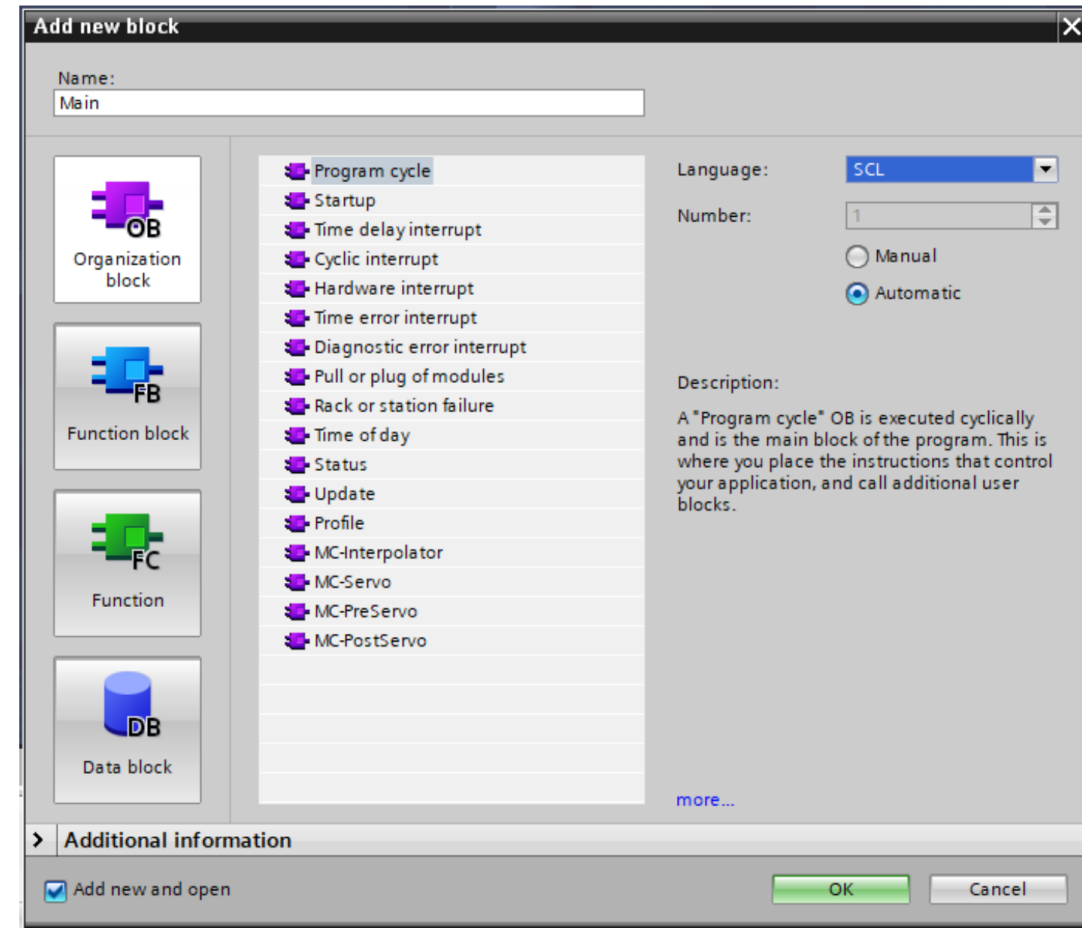 Add new block
Name:
Main
OB
Organization
block
FB
Function block
FC
Function
DB
Data block
Program cycle
Startup
Time delay interrupt
Cyclic interrupt
Hardware interrupt
Time error interrupt
Diagnostic error interrupt
Pull or plug of modules
Rack or station failure
Time of day
Status
Update
Profile
MC-Interpolator
MC-Servo
MC-PreServo
MC-PostServo
Language:
SCL
Number:
1
Manual
Automatic
Description:
A "Program cycle" OB is executed cyclically
and is the main block of the program. This is
where you place the instructions that control
your application, and call additional user
blocks.
more...
Additional information
Add new and open
OK
Cancel